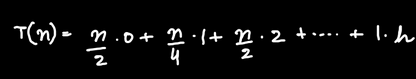 T(n) = n/2 · 0 + n/4 · 1 + n/2 · 2 + ..... + 1 · h